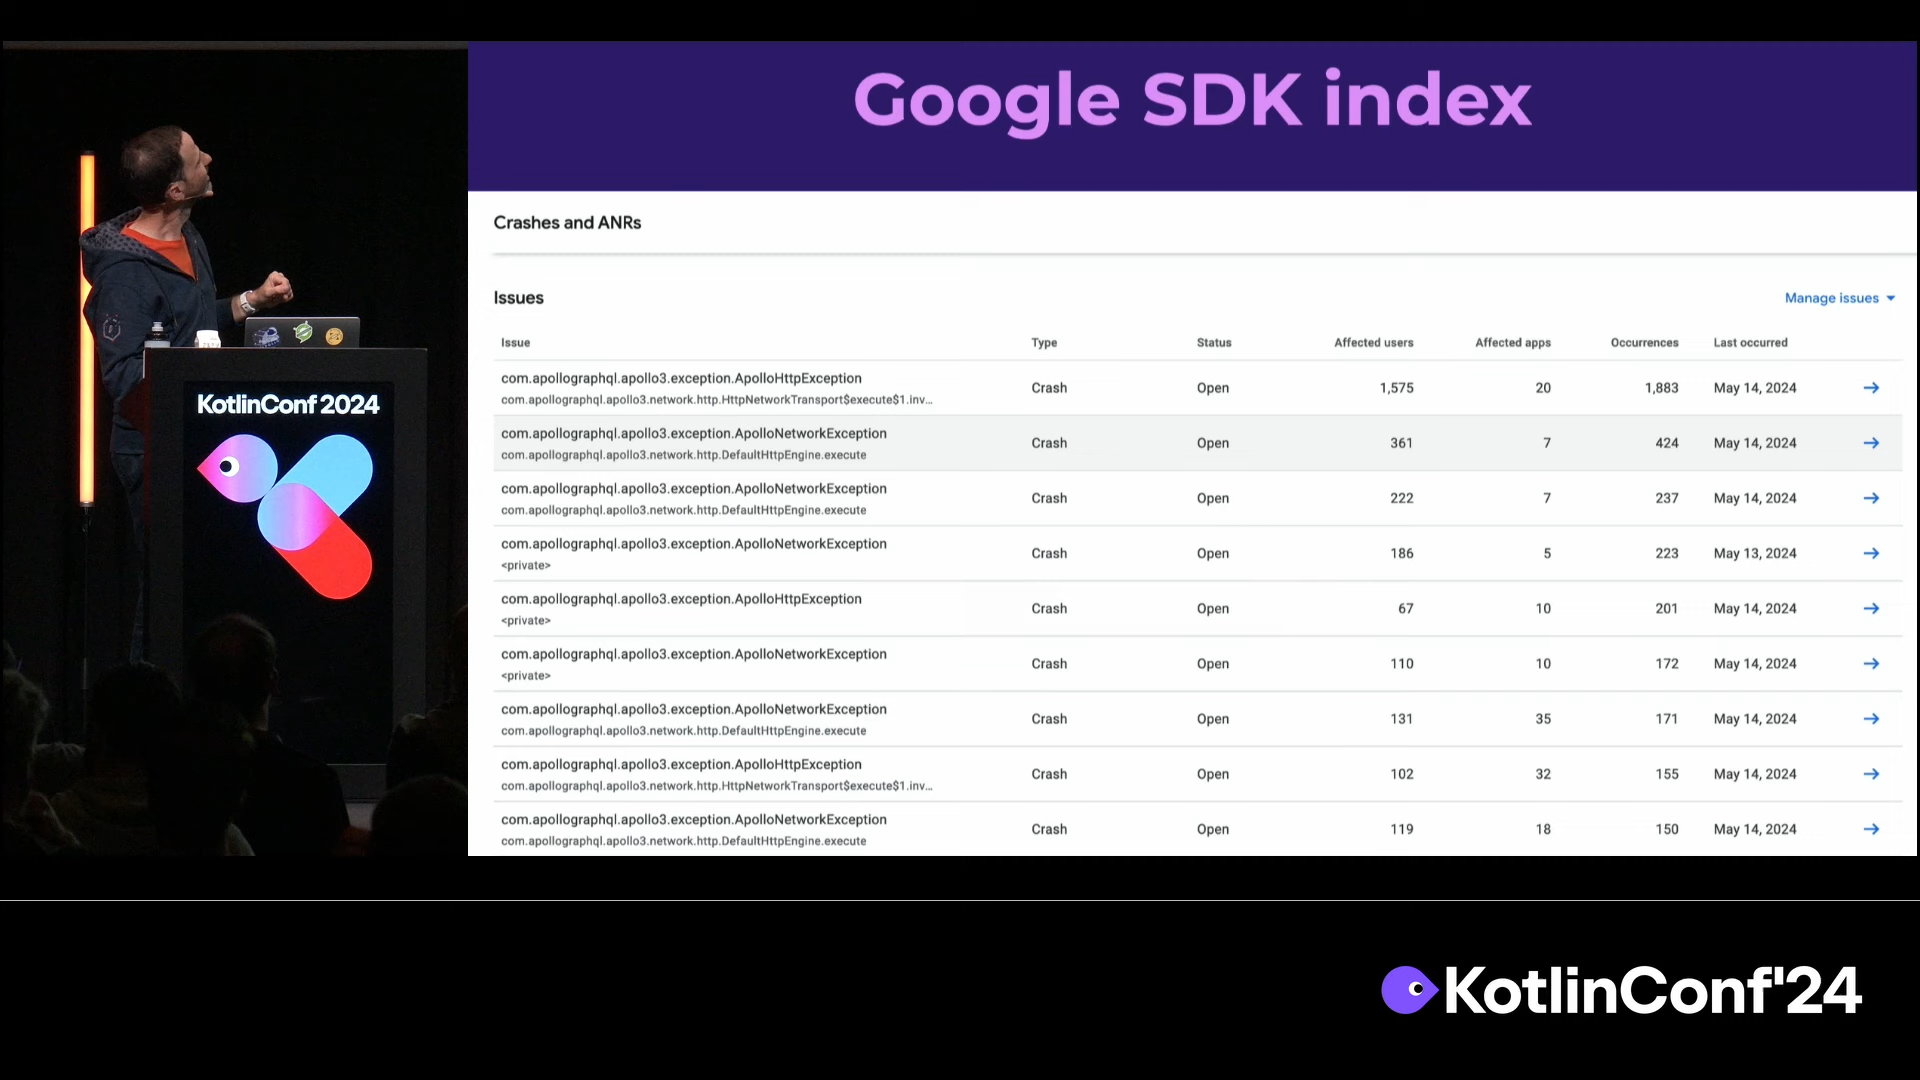 Google SDK index
Crashes and ANRs
Issues
Manage issues
Issue Type Status Affected users Affected apps Occurrences Last occurred
com.apollographql.apollo3.exception.ApolloHttpException
com.apollographql.apollo3.network.http.HttpNetworkTransport$execute$1.inv...
Crash Open 1,575 20 1,883 May 14, 2024
com.apollographql.apollo3.exception.ApolloNetworkException
com.apollographql.apollo3.network.http.DefaultHttpEngine.execute
Crash Open 361 7 424 May 14, 2024
com.apollographql.apollo3.exception.ApolloNetworkException
com.apollographql.apollo3.network.http.DefaultHttpEngine.execute
Crash Open 222 7 237 May 14, 2024
com.apollographql.apollo3.exception.ApolloNetworkException
<private>
Crash Open 186 5 223 May 13, 2024
com.apollographql.apollo3.exception.ApolloHttpException
<private>
Crash Open 67 10 201 May 14, 2024
com.apollographql.apollo3.exception.ApolloNetworkException
<private>
Crash Open 110 10 172 May 14, 2024
com.apollographql.apollo3.exception.ApolloNetworkException
com.apollographql.apollo3.network.http.DefaultHttpEngine.execute
Crash Open 131 35 171 May 14, 2024
com.apollographql.apollo3.exception.ApolloHttpException
com.apollographql.apollo3.network.http.HttpNetworkTransport$execute$1.inv...
Crash Open 102 32 155 May 14, 2024
com.apollographql.apollo3.exception.ApolloNetworkException
com.apollographql.apollo3.network.http.DefaultHttpEngine.execute
Crash Open 119 18 150 May 14, 2024
KotlinConf 2024
KotlinConf'24